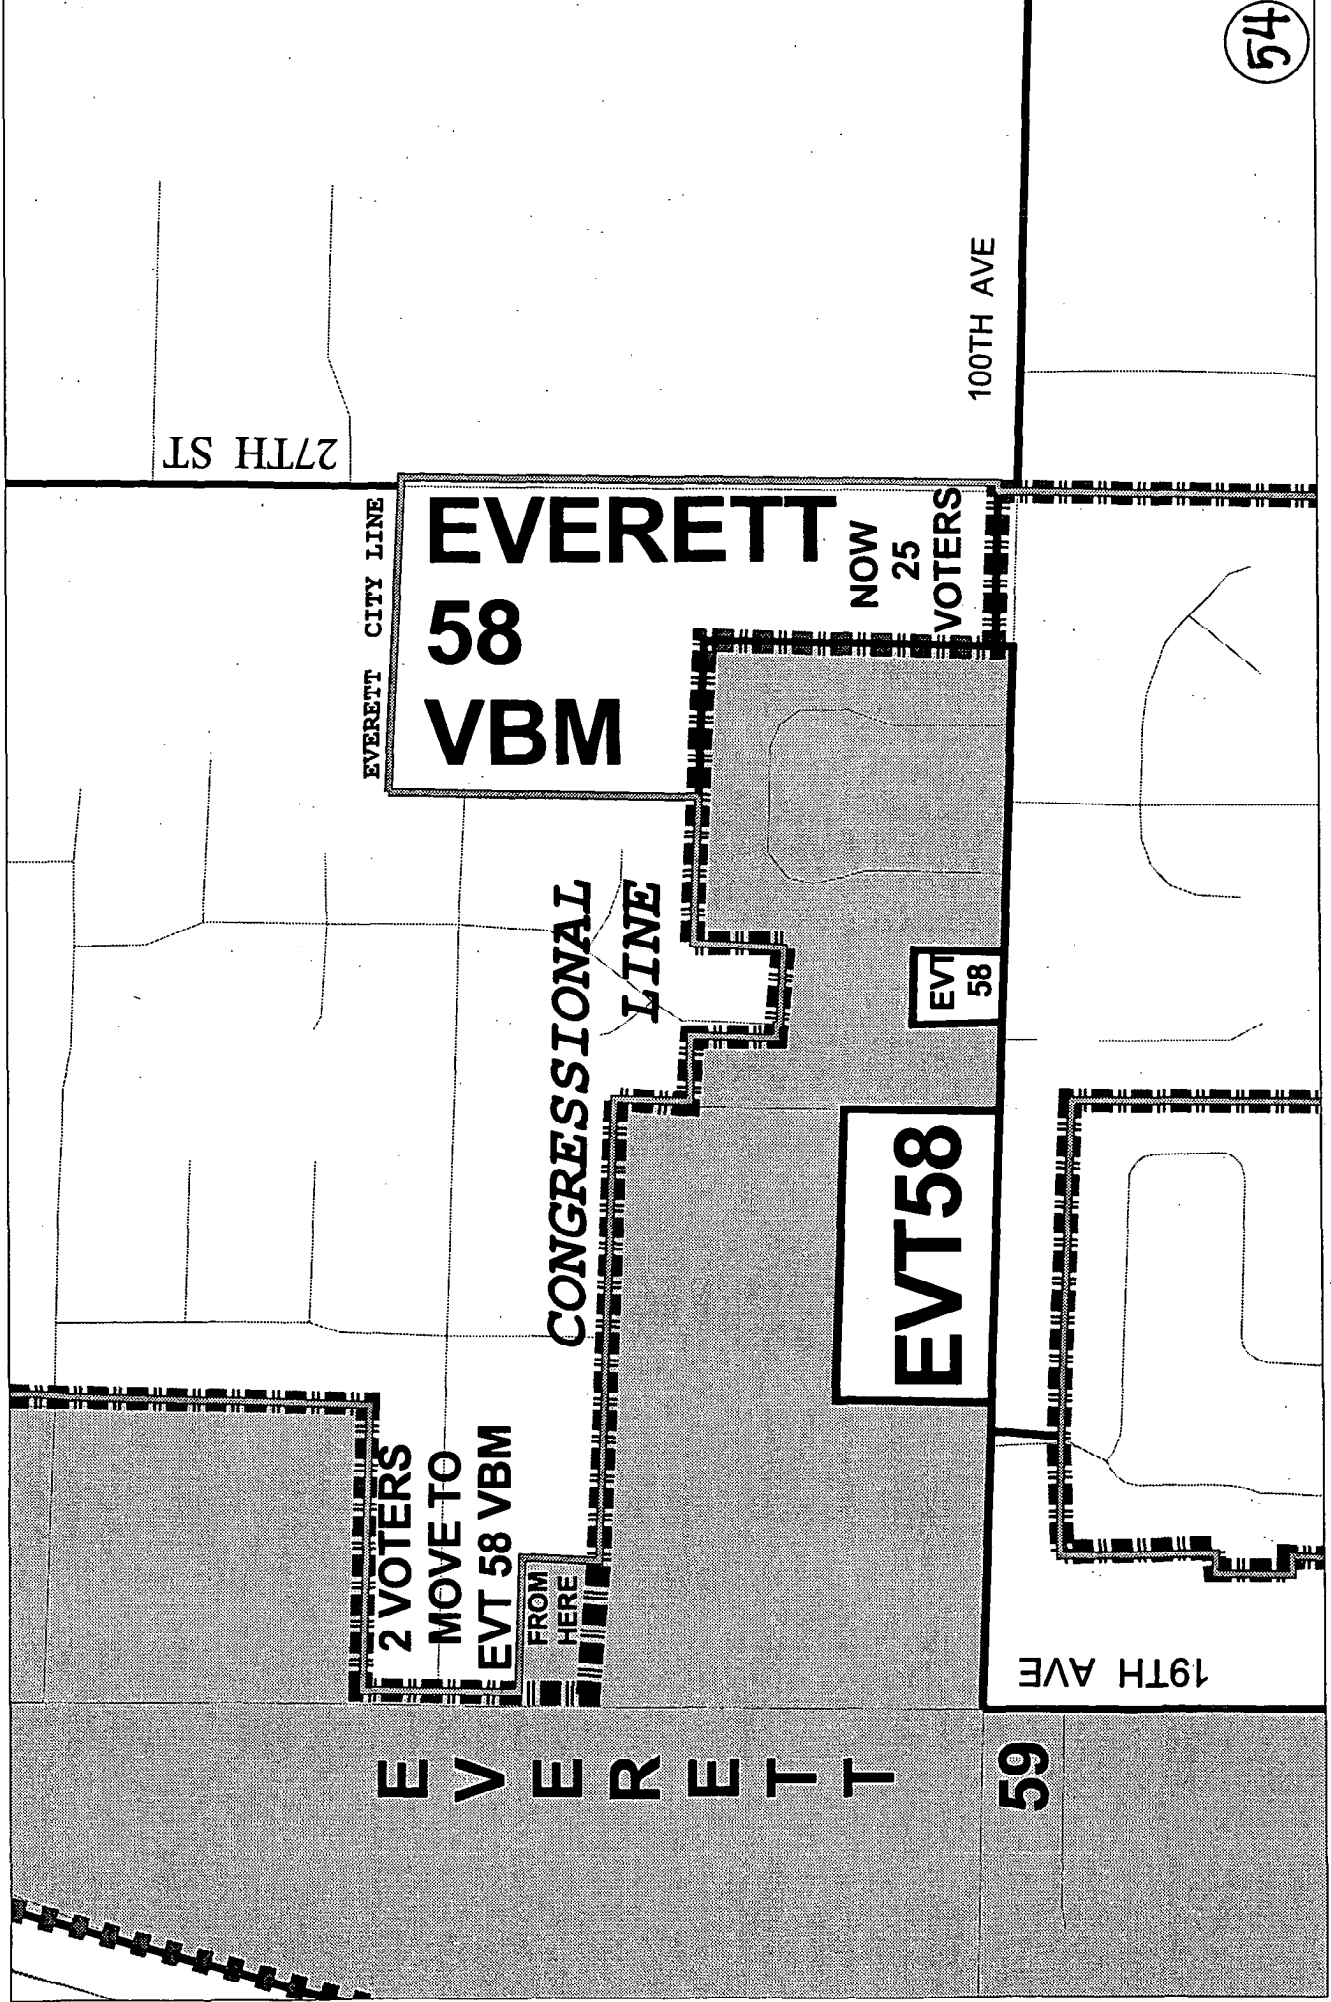 54
27TH ST
100TH AVE
EVERETT CITY LINE
EVERETT
58
VBM
NOW
25
VOTERS
CONGRESSIONAL
LINE
EVT
58
EVT58
2 VOTERS
MOVE TO
EVT 58 VBM
FROM
HERE
19TH AVE
EVERETT
59